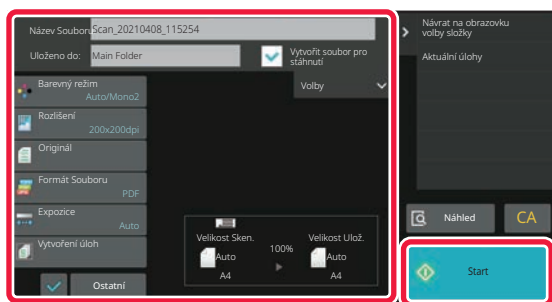 Název Souboru
Scan_20210408_115254
Uloženo do:
Main Folder
Vytvořit soubor pro
stáhnutí
Volby
Barevný režim
Auto/Mono2
Rozlišení
200x200dpi
Originál
Formát Souboru
PDF
Expozice
Auto
Vytvoření úloh
Ostatní
Velikost Sken.
Auto
A4
100%
Velikost Ulož.
Auto
A4
Návrat na obrazovku
volby složky
Aktuální úlohy
Náhled
CA
Start